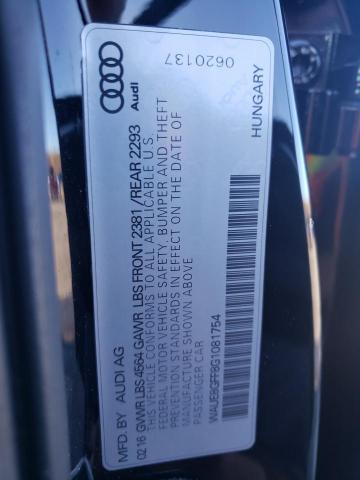 Audi
0620137
HUNGARY
MFD. BY AUDI AG
02 16 GVWR LBS 4564 GAWR LBS FRONT 2381 /REAR 2293
THIS VEHICLE CONFORMS TO ALL APPLICABLE U.S.
FEDERAL MOTOR VEHICLE SAFETY, BUMPER AND THEFT
PREVENTION STANDARDS IN EFFECT ON THE DATE OF
MANUFACTURE SHOWN ABOVE
PASSENGER CAR
WAUE8GFF8G1081754